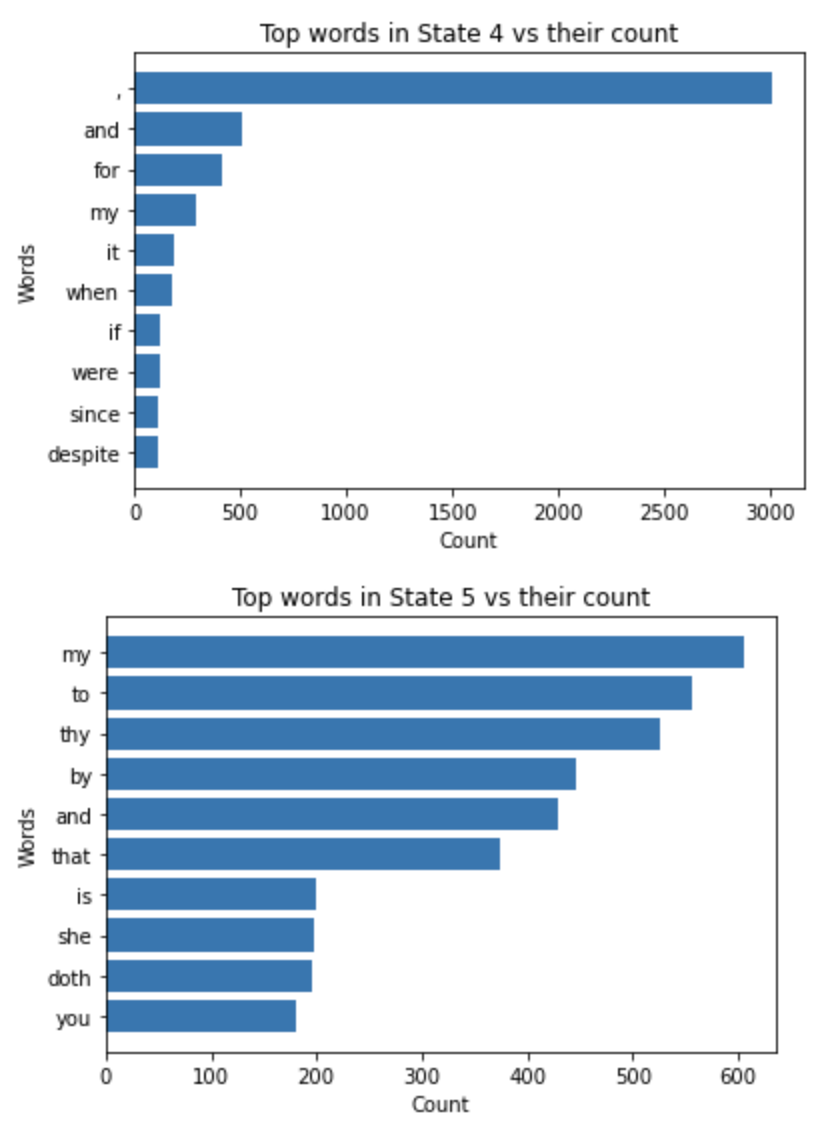 Top words in State 4 vs their count
,
and
for
my
it
when
if
were
since
despite
Words
0 500 1000 1500 2000 2500 3000
Count
Top words in State 5 vs their count
my
to
thy
by
and
that
is
she
doth
you
Words
0 100 200 300 400 500 600
Count